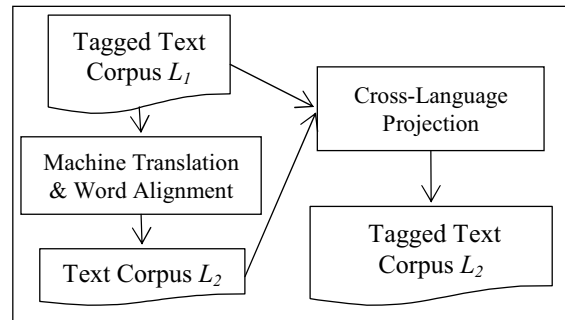 Tagged Text
Corpus L1
Machine Translation
& Word Alignment
Text Corpus L2
Cross-Language
Projection
Tagged Text
Corpus L2